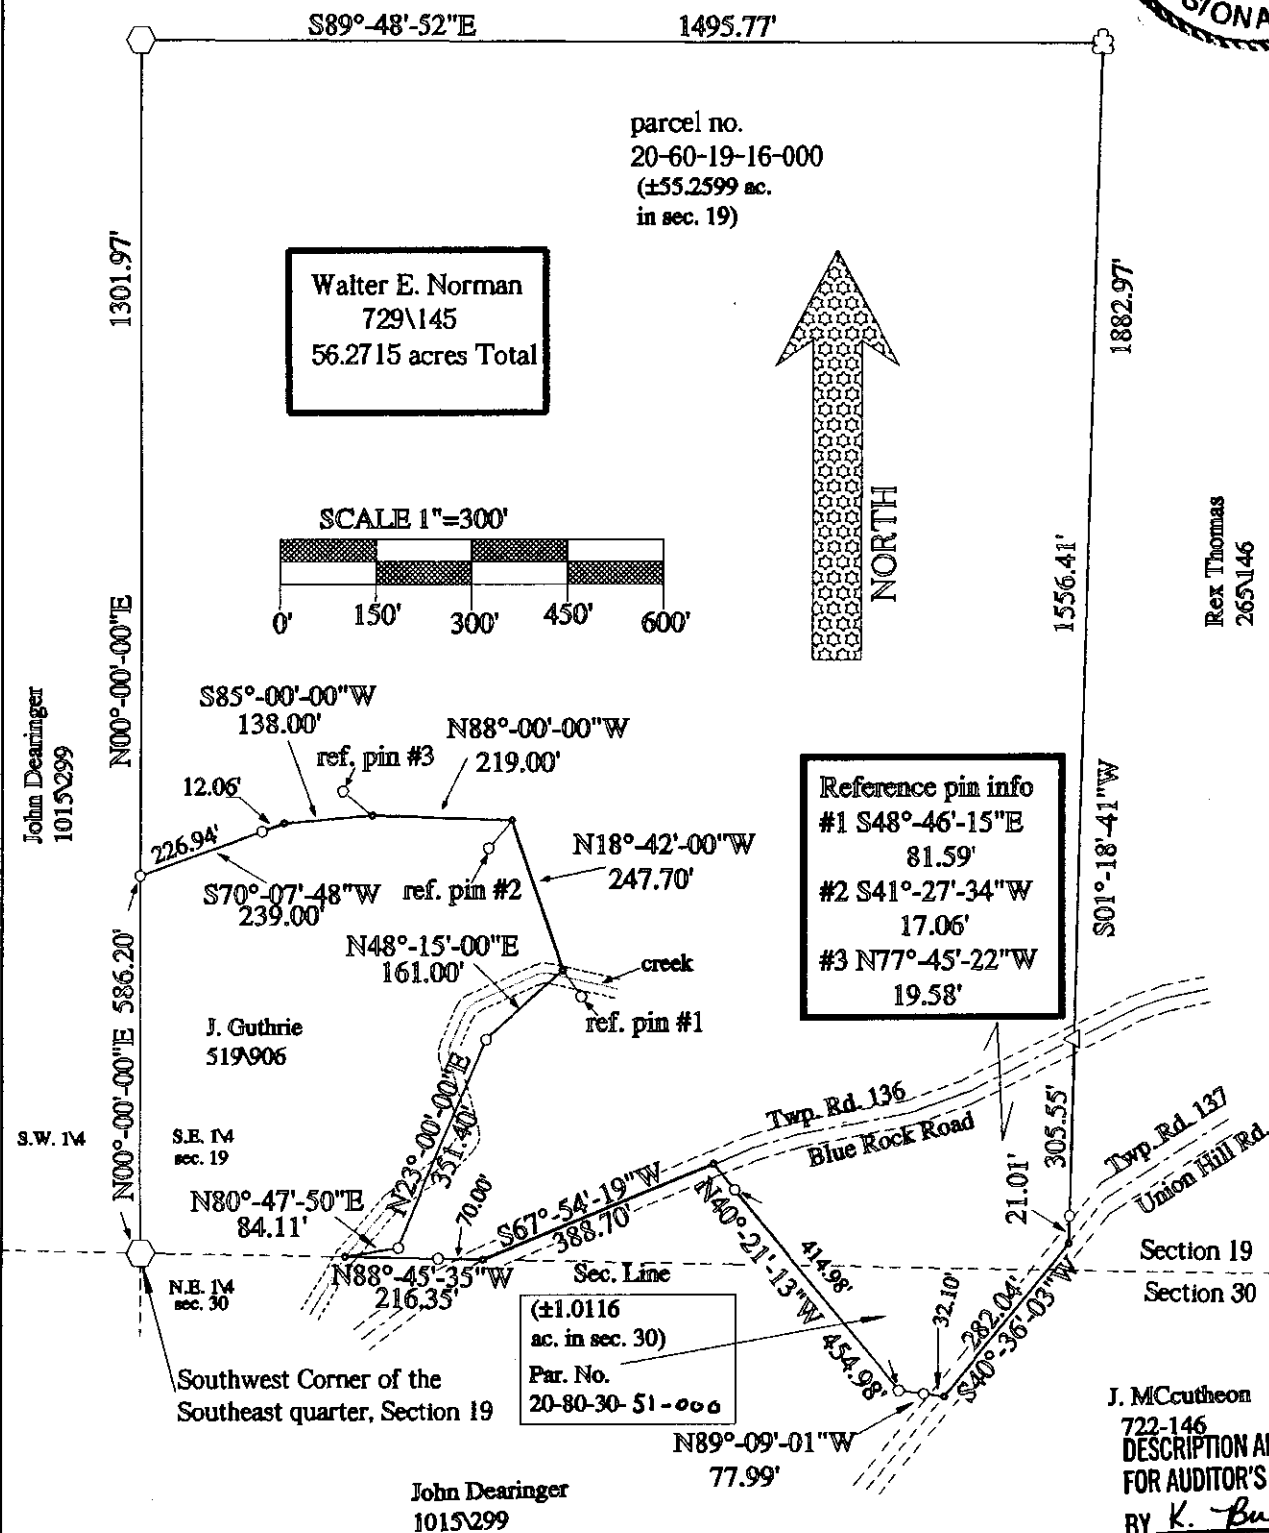 S89°-48'-52"E 1495.77'
parcel no.
20-60-19-16-000
(±55.2599 ac.
in sec. 19)
1301.97'
Walter E. Norman
729\145
56.2715 acres Total
1882.97'
SCALE 1"=300'
0' 150' 300' 450' 600'
NORTH
1556.41'
Rex Thomas
265\146
N00°-00'-00"E
John Dearinger
1015\299
S85°-00'-00"W
138.00'
ref. pin #3
N88°-00'-00"W
219.00'
12.06'
226.94'
S70°-07'-48"W
239.00'
ref. pin #2
N18°-42'-00"W
247.70'
Reference pin info
#1 S48°-46'-15"E
81.59'
#2 S41°-27'-34"W
17.06'
#3 N77°-45'-22"W
19.58'
S01°-18'-41"W
N48°-15'-00"E
161.00'
creek
ref. pin #1
N00°-00'-00"E 586.20'
J. Guthrie
519\906
N23°-00'-00"E
351.40'
S.W. 1\4
S.E. 1\4
sec. 19
N80°-47'-50"E
84.11'
70.00'
S67°-54'-19"W
388.70'
Twp. Rd. 136
Blue Rock Road
305.55'
21.01'
Twp. Rd. 137
Union Hill Rd.
N88°-45'-35"W
216.35'
Sec. Line
N40°-21'-13"W 454.98'
414.98'
32.10'
282.04'
S40°-36'-03"W
Section 19
Section 30
N.E. 1\4
sec. 30
(±1.0116
ac. in sec. 30)
Par. No.
20-80-30-51-006
Southwest Corner of the
Southeast quarter, Section 19
N89°-09'-01"W
77.99'
J. MCcutheon
722-146
DESCRIPTION
FOR AUDITOR'S
BY K.
John Dearinger
1015\299